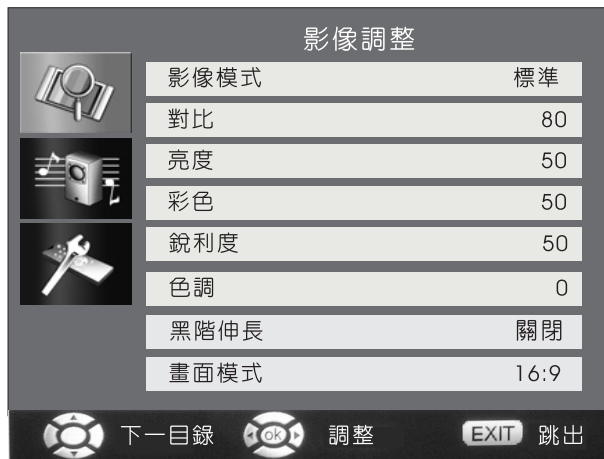 影像調整
影像模式 標準
對比 80
亮度 50
彩色 50
銳利度 50
色調 0
黑階伸長 關閉
畫面模式 16:9
下一目錄 ok 調整 EXIT 跳出